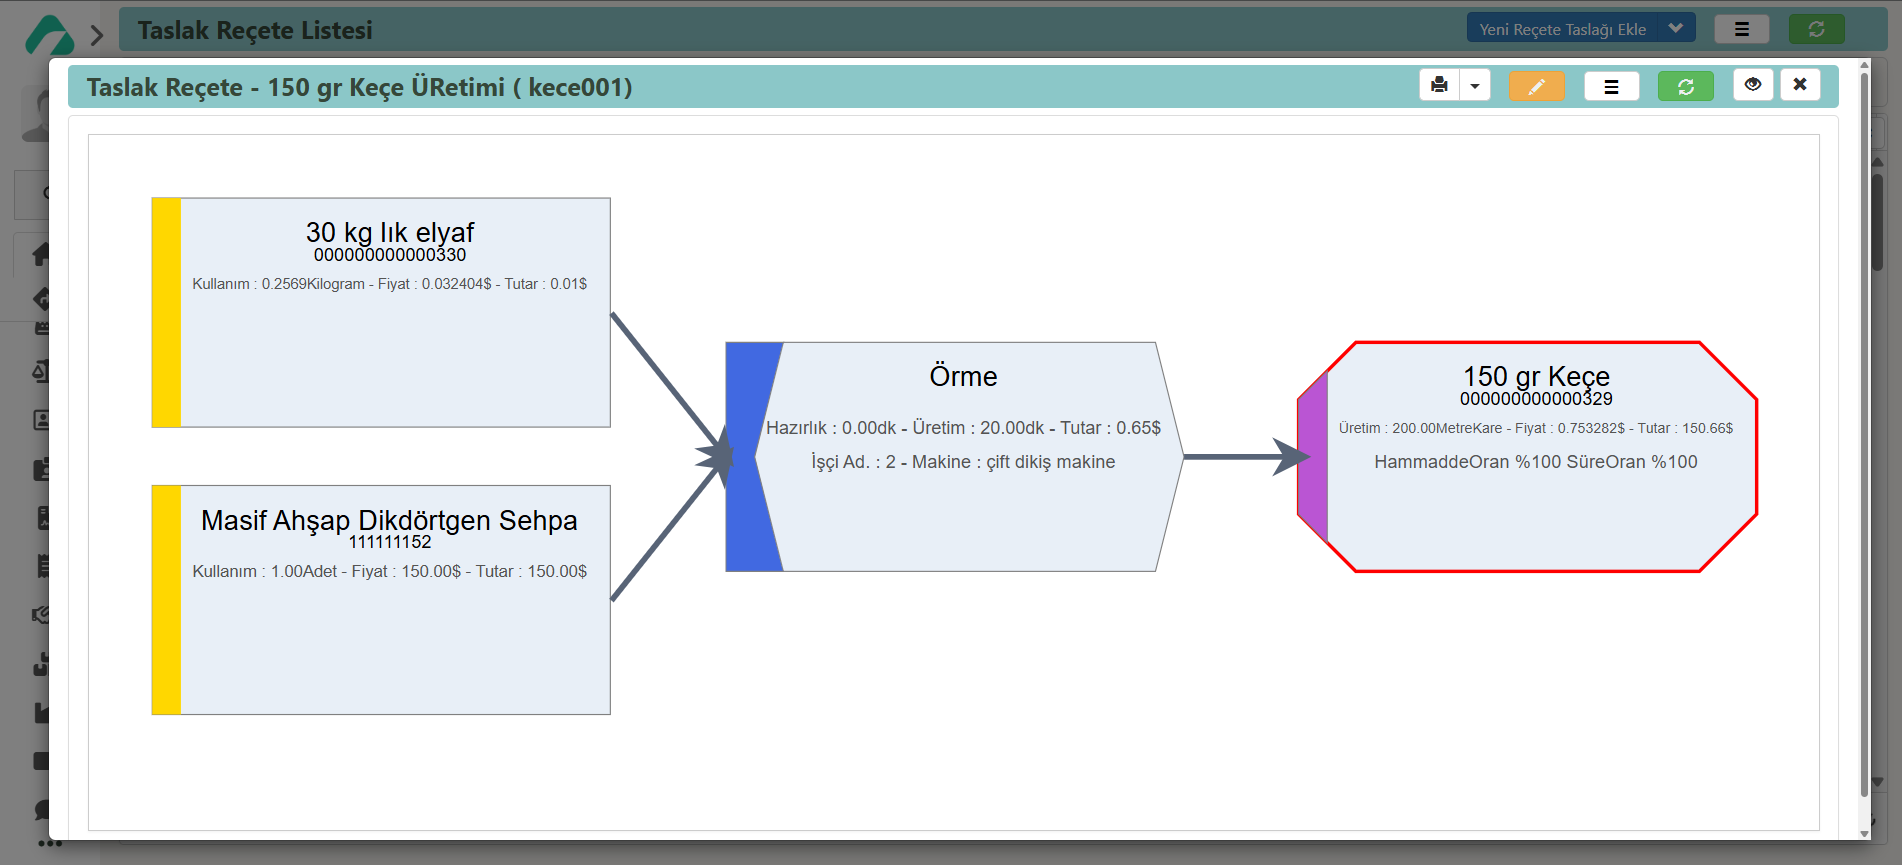 Taslak Reçete Listesi
Yeni Reçete Taslağı Ekle
Taslak Reçete - 150 gr Keçe ÜRetimi ( kece001)
30 kg lık elyaf
000000000000330
Kullanım : 0.2569Kilogram - Fiyat : 0.032404$ - Tutar : 0.01$
Masif Ahşap Dikdörtgen Sehpa
111111152
Kullanım : 1.00Adet - Fiyat : 150.00$ - Tutar : 150.00$
Örme
Hazırlık : 0.00dk - Üretim : 20.00dk - Tutar : 0.65$
İşçi Ad. : 2 - Makine : çift dikiş makine
150 gr Keçe
000000000000329
Üretim : 200.00MetreKare - Fiyat : 0.753282$ - Tutar : 150.66$
HammaddeOran %100 SüreOran %100